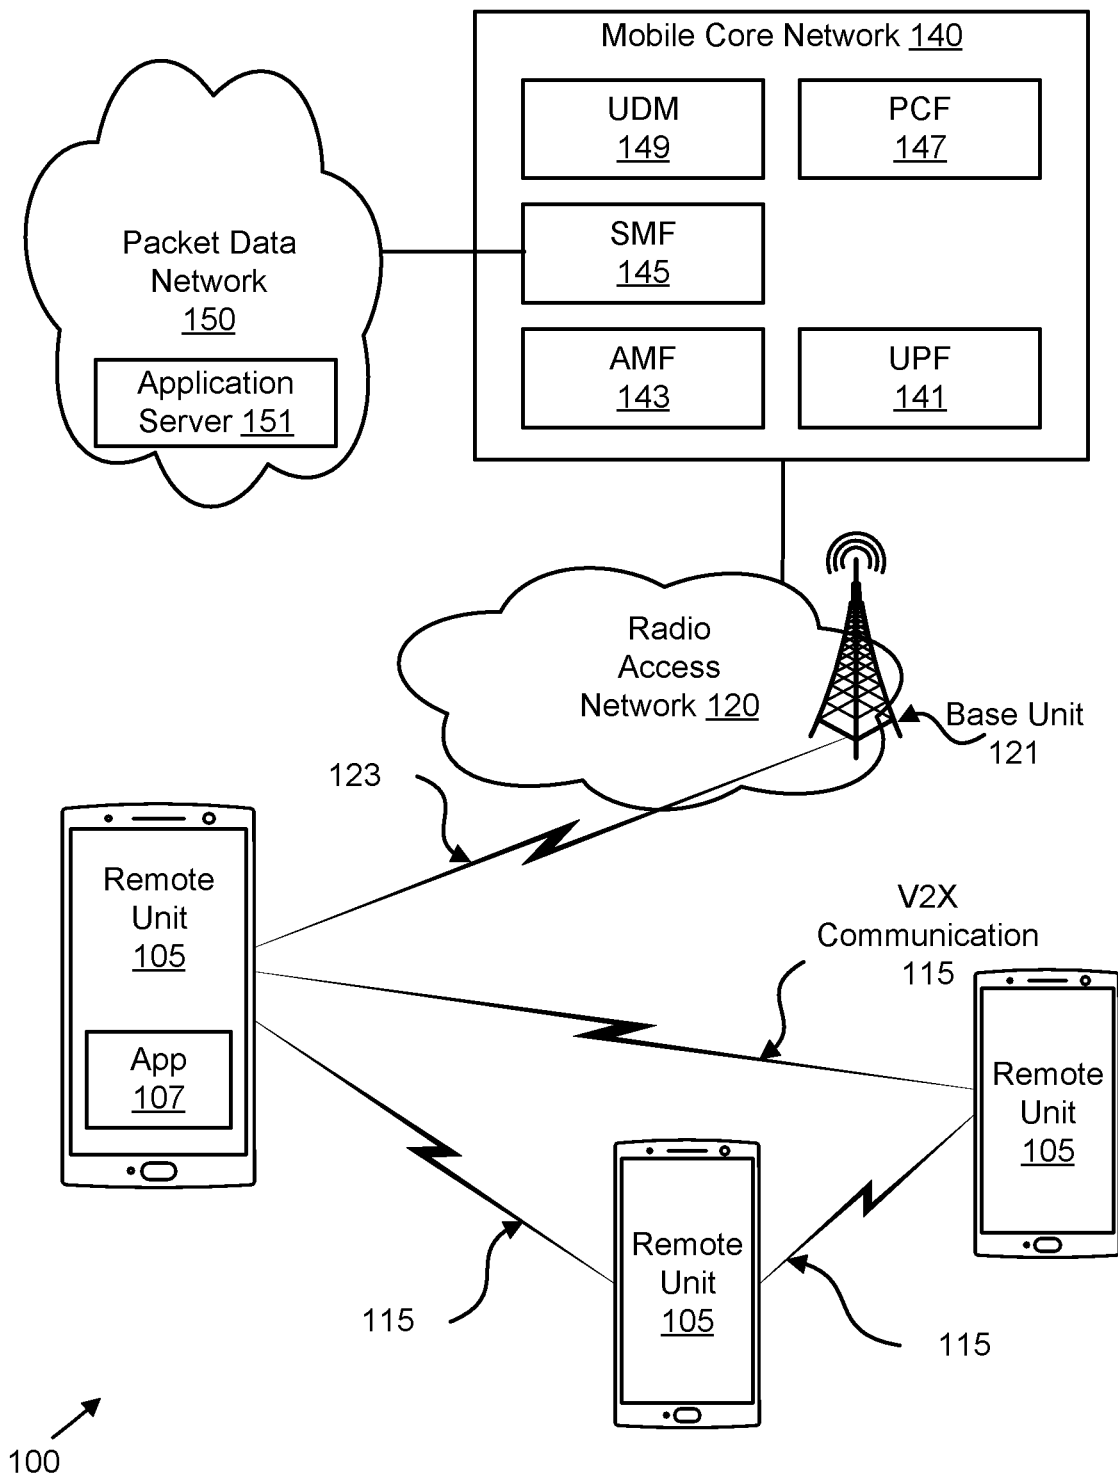 Mobile Core Network 140
UDM
149
PCF
147
SMF
145
AMF
143
UPF
141
Packet Data
Network
150
Application
Server 151
Radio
Access
Network 120
Base Unit
121
123
Remote
Unit
105
App
107
V2X
Communication
115
Remote
Unit
105
Remote
Unit
105
115
115
100